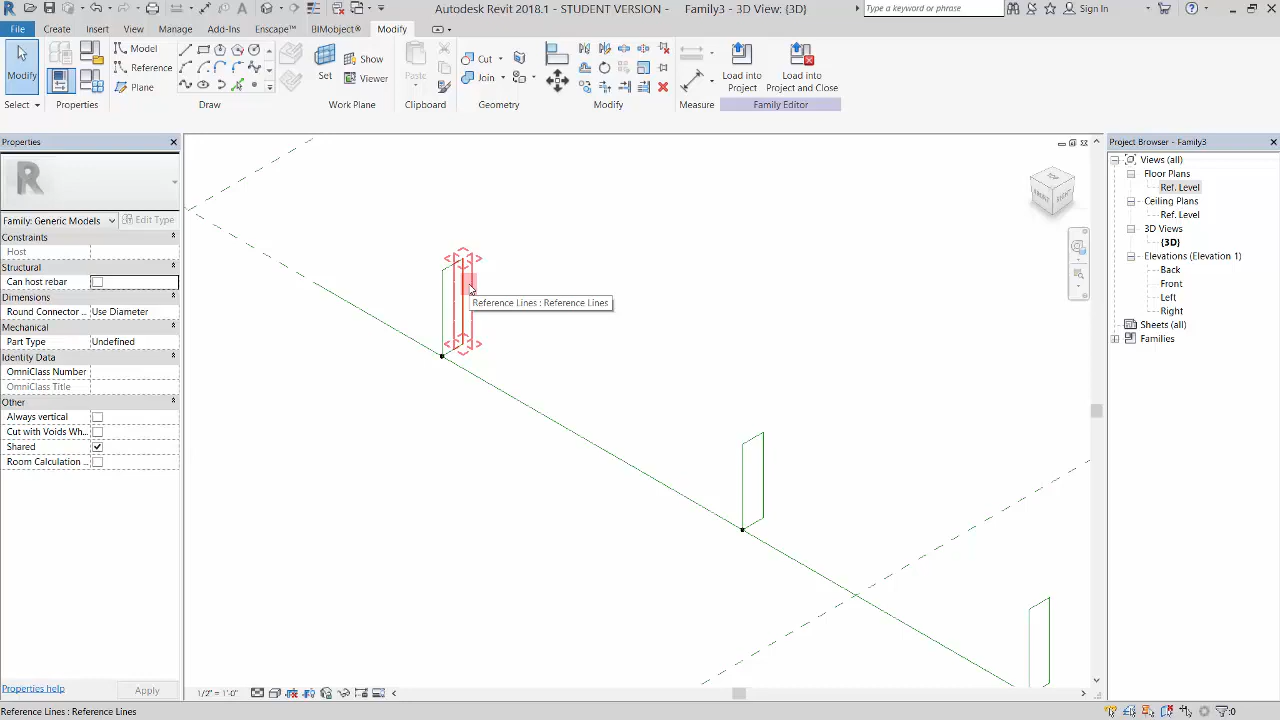 Autodesk Revit 2018.1 - STUDENT VERSION - Family3 - 3D View: {3D}
Type a keyword or phrase
Sign In
File Create Insert View Manage Add-Ins Enscape™ BIMobject® Modify
Modify
Model
Reference
Plane
Set
Show
Viewer
Paste
Cut
Join
Load into Project
Load into Project and Close
Select Properties Draw Work Plane Clipboard Geometry Modify Measure Family Editor
Properties
R
Family: Generic Models Edit Type
Constraints
Host
Structural
Can host rebar
Dimensions
Round Connector ... Use Diameter
Mechanical
Part Type Undefined
Identity Data
OmniClass Number
OmniClass Title
Other
Always vertical
Cut with Voids Wh...
Shared
Room Calculation ...
Properties help Apply
Reference Lines : Reference Lines
TOP
FRONT RIGHT
Project Browser - Family3
Views (all)
Floor Plans
Ref. Level
Ceiling Plans
Ref. Level
3D Views
{3D}
Elevations (Elevation 1)
Back
Front
Left
Right
Sheets (all)
Families
1/2" = 1'-0"
Reference Lines : Reference Lines
:0